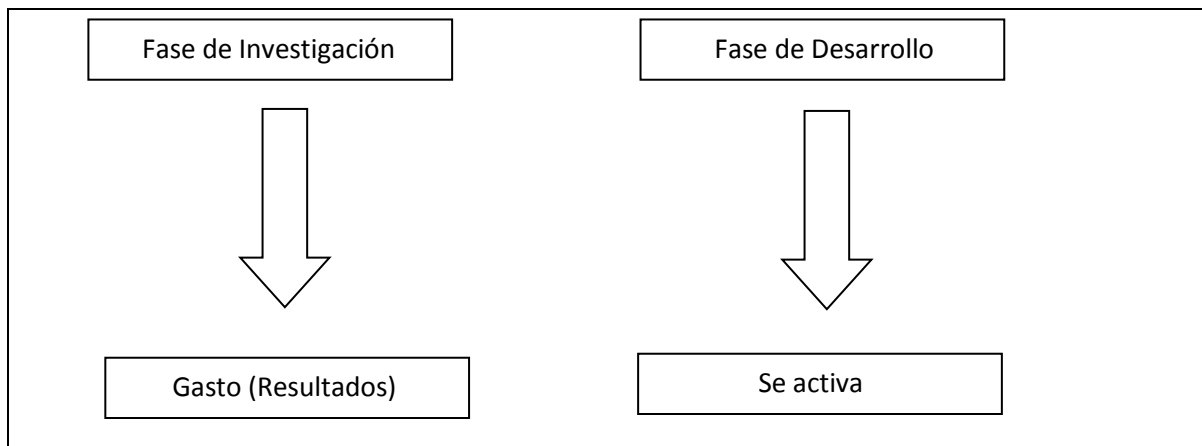 Fase de Investigación
Fase de Desarrollo
Gasto (Resultados)
Se activa